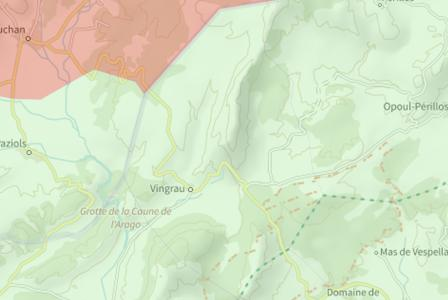 uchan
Opoul-Périllos
aziols
Vingrau
Grotte de la Caune de
l'Arago
Mas de Vespella
Domaine de